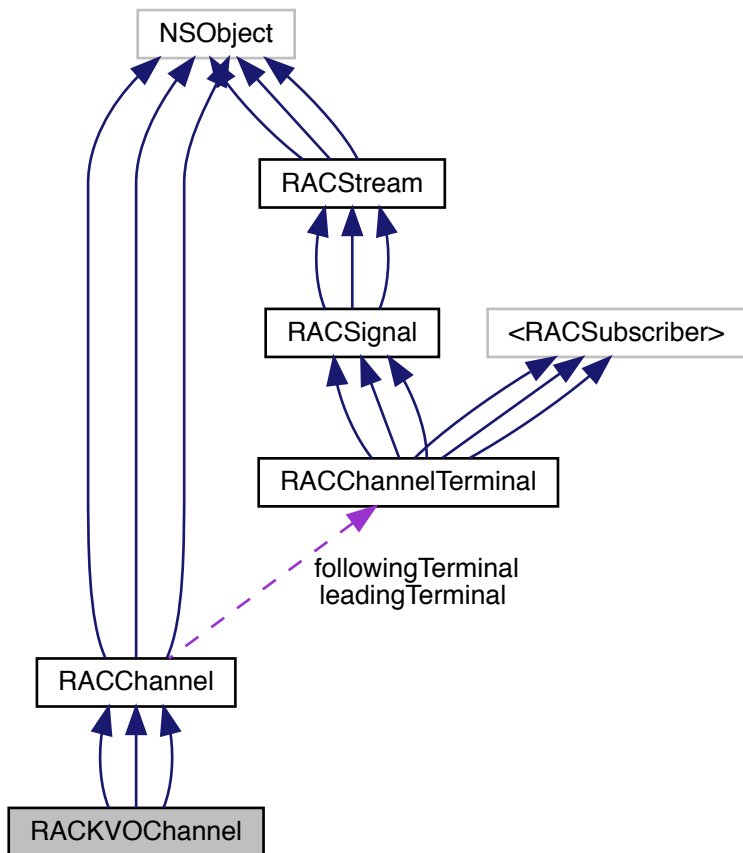 NSObject
RACStream
RACSignal
<RACSubscriber>
RACChannelTerminal
followingTerminal
leadingTerminal
RACChannel
RACKVOChannel